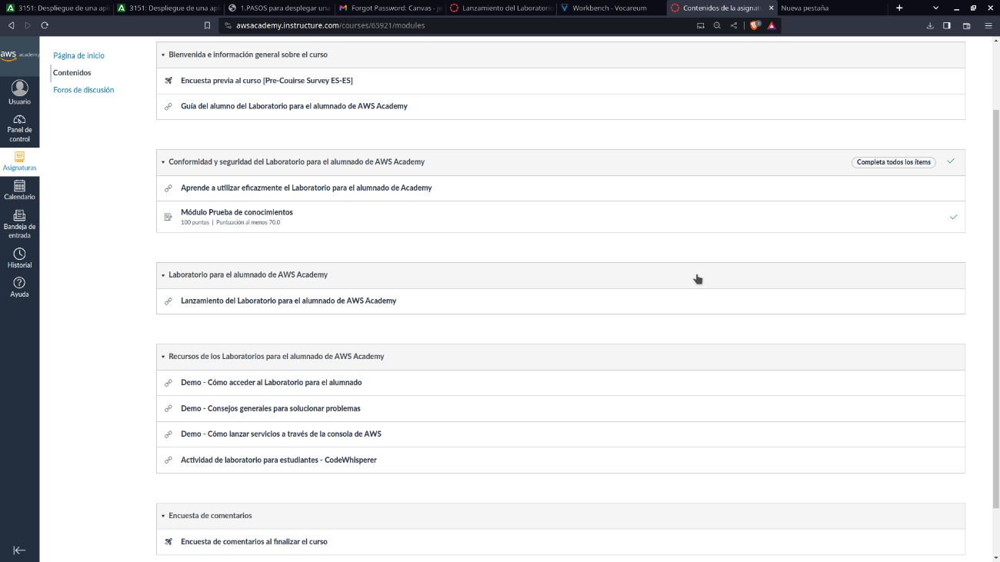 3151: Despliegue de una apl
3151: Despliegue de una apl
1.PASOS para desplegar una
Forgot Password: Canvas - je
Lanzamiento del Laboratorio
Workbench - Vocareum
Contenidos de la asignat
Nueva pestaña
awsacademy.instructure.com/courses/65921/modules
aws academy
Usuario
Panel de
control
Asignaturas
Calendario
Bandeja de
entrada
Historial
Ayuda
Página de inicio
Contenidos
Foros de discusión
Bienvenida e información general sobre el curso
Encuesta previa al curso [Pre-Couirse Survey ES-ES]
Guía del alumno del Laboratorio para el alumnado de AWS Academy
Conformidad y seguridad del Laboratorio para el alumnado de AWS Academy
Completa todos los ítems
Aprende a utilizar eficazmente el Laboratorio para el alumnado de Academy
Módulo Prueba de conocimientos
100 puntos | Puntuación al menos 70.0
Laboratorio para el alumnado de AWS Academy
Lanzamiento del Laboratorio para el alumnado de AWS Academy
Recursos de los Laboratorios para el alumnado de AWS Academy
Demo - Cómo acceder al Laboratorio para el alumnado
Demo - Consejos generales para solucionar problemas
Demo - Cómo lanzar servicios a través de la consola de AWS
Actividad de laboratorio para estudiantes - CodeWhisperer
Encuesta de comentarios
Encuesta de comentarios al finalizar el curso